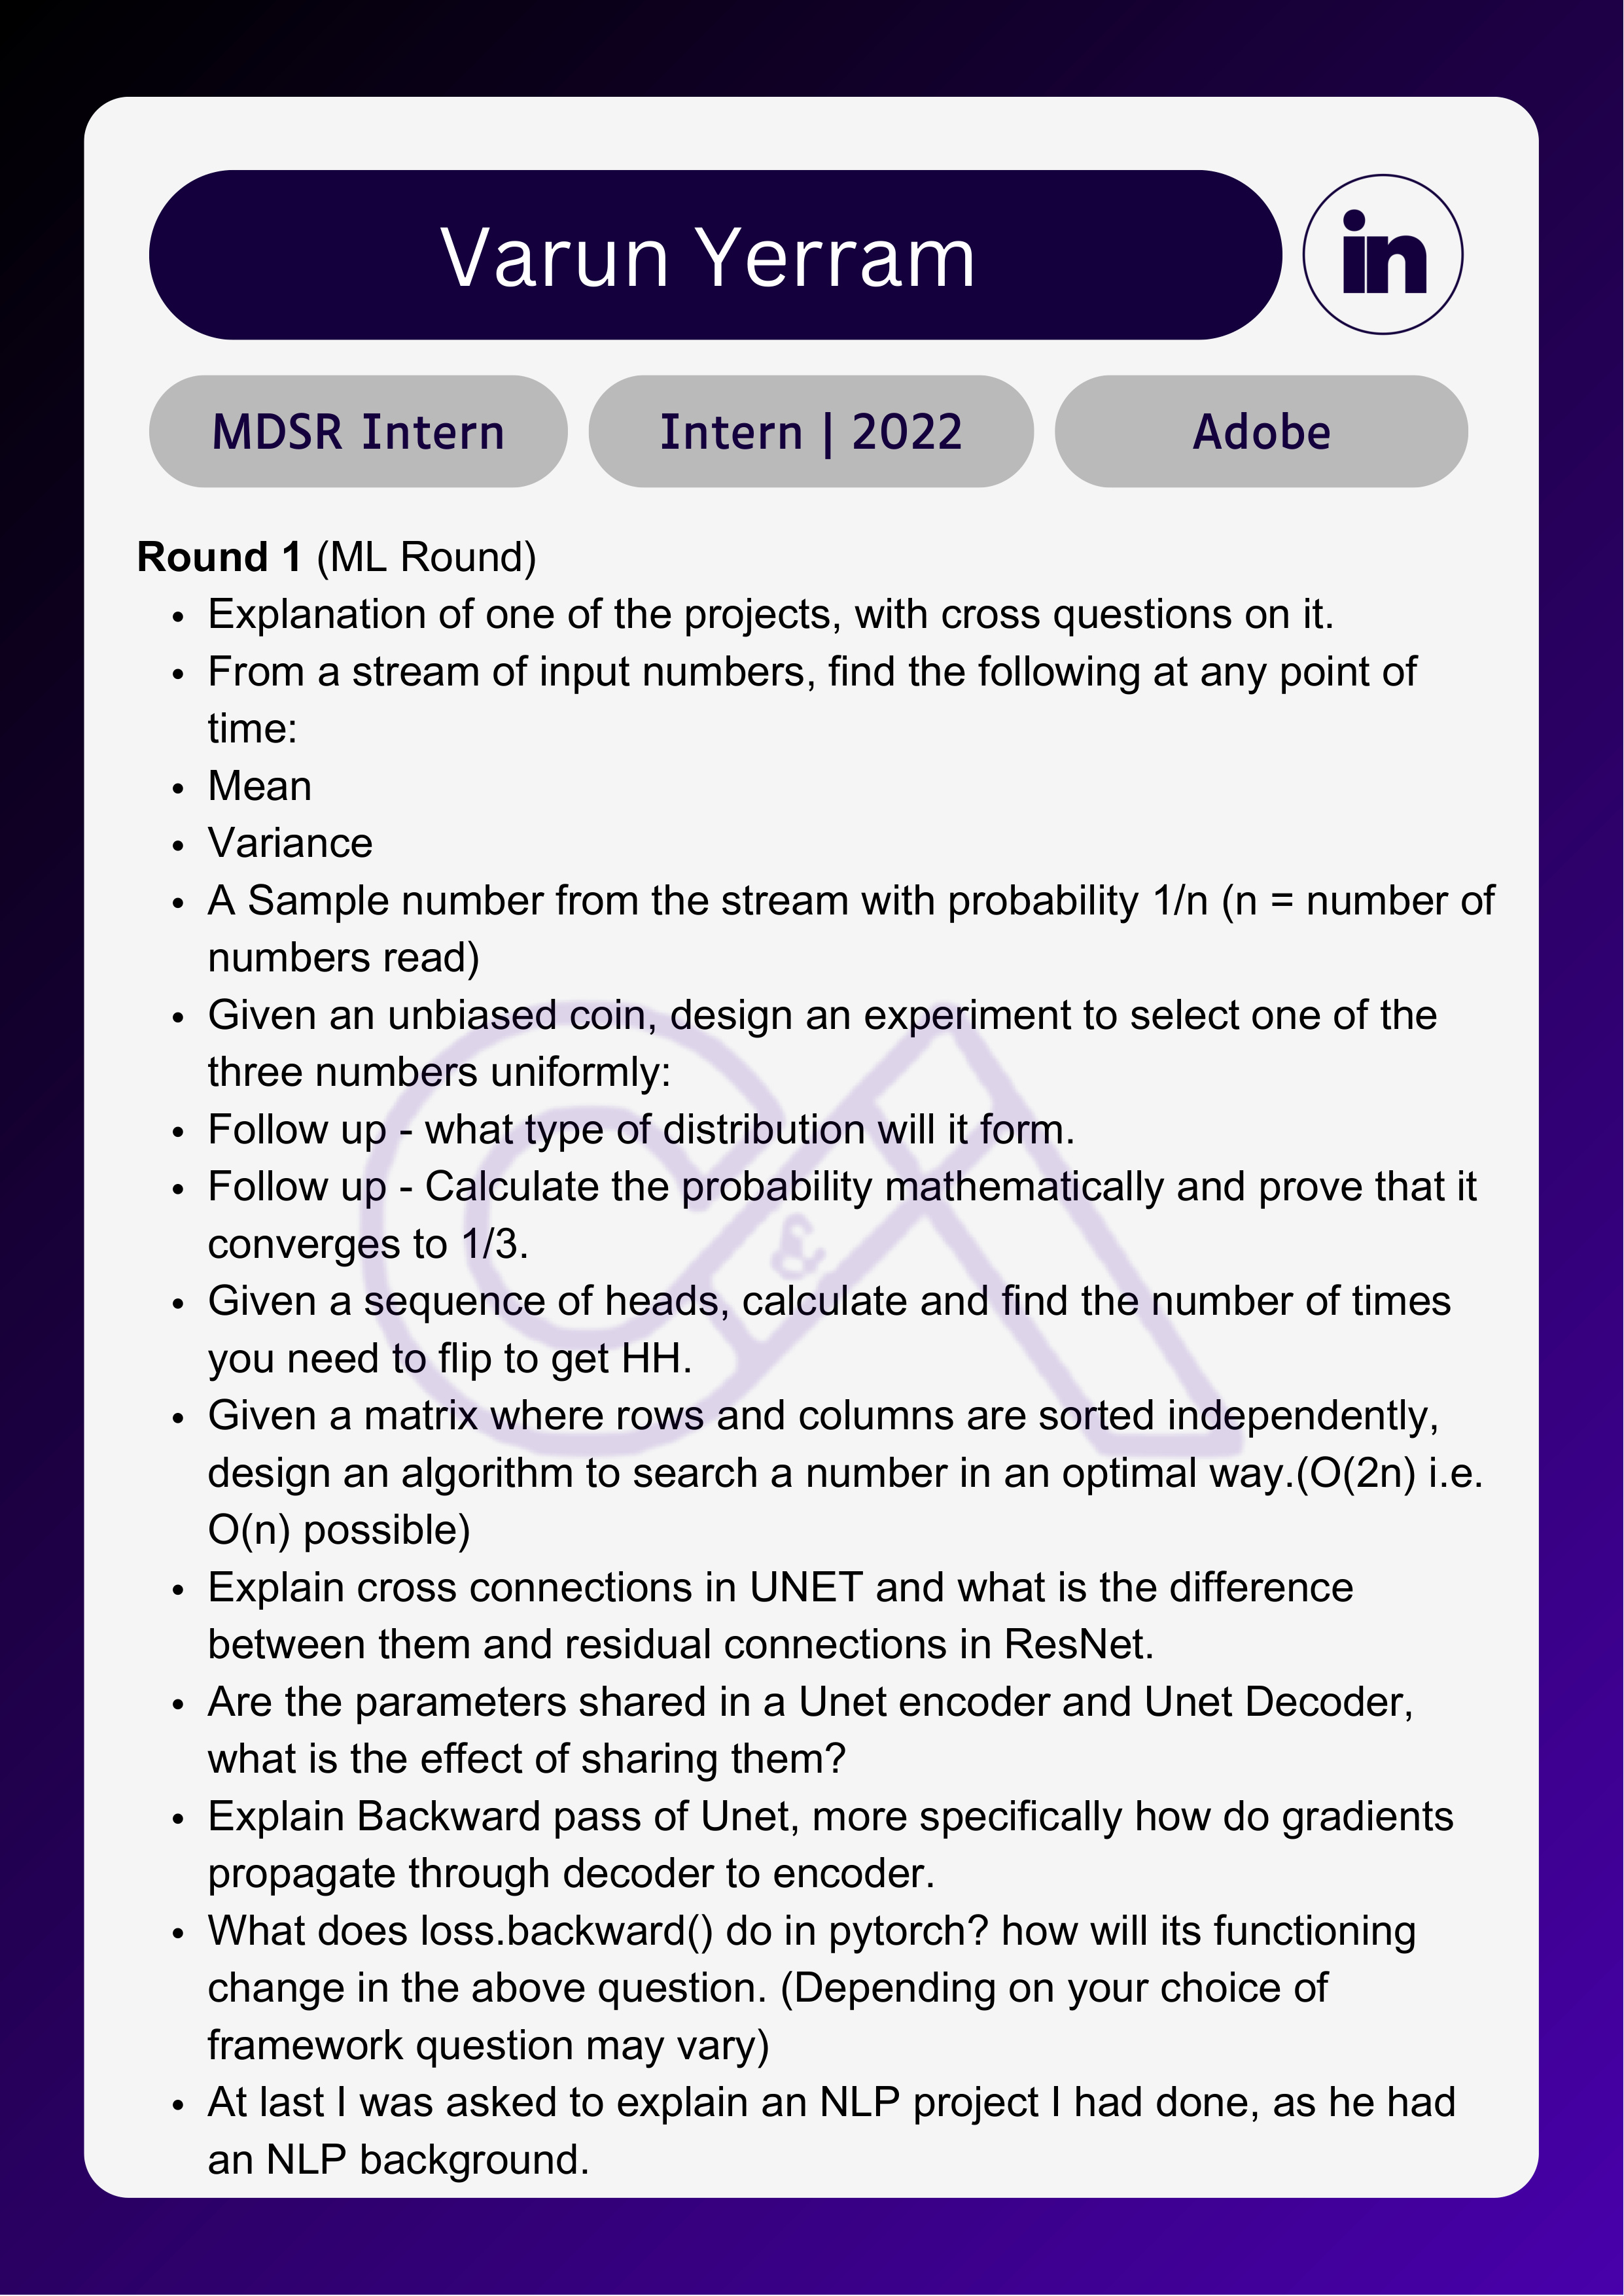 Varun Yerram
in
MDSR Intern
Intern | 2022
Adobe
Round 1 (ML Round)
• Explanation of one of the projects, with cross questions on it.
• From a stream of input numbers, find the following at any point of
time:
• Mean
• Variance
• A Sample number from the stream with probability 1/n (n = number of
numbers read)
• Given an unbiased coin, design an experiment to select one of the
three numbers uniformly:
• Follow up - what type of distribution will it form.
• Follow up - Calculate the probability mathematically and prove that it
converges to 1/3.
• Given a sequence of heads, calculate and find the number of times
you need to flip to get HH.
• Given a matrix where rows and columns are sorted independently,
design an algorithm to search a number in an optimal way.(O(2n) i.e.
O(n) possible)
• Explain cross connections in UNET and what is the difference
between them and residual connections in ResNet.
• Are the parameters shared in a Unet encoder and Unet Decoder,
what is the effect of sharing them?
• Explain Backward pass of Unet, more specifically how do gradients
propagate through decoder to encoder.
• What does loss.backward() do in pytorch? how will its functioning
change in the above question. (Depending on your choice of
framework question may vary)
• At last I was asked to explain an NLP project I had done, as he had
an NLP background.
&